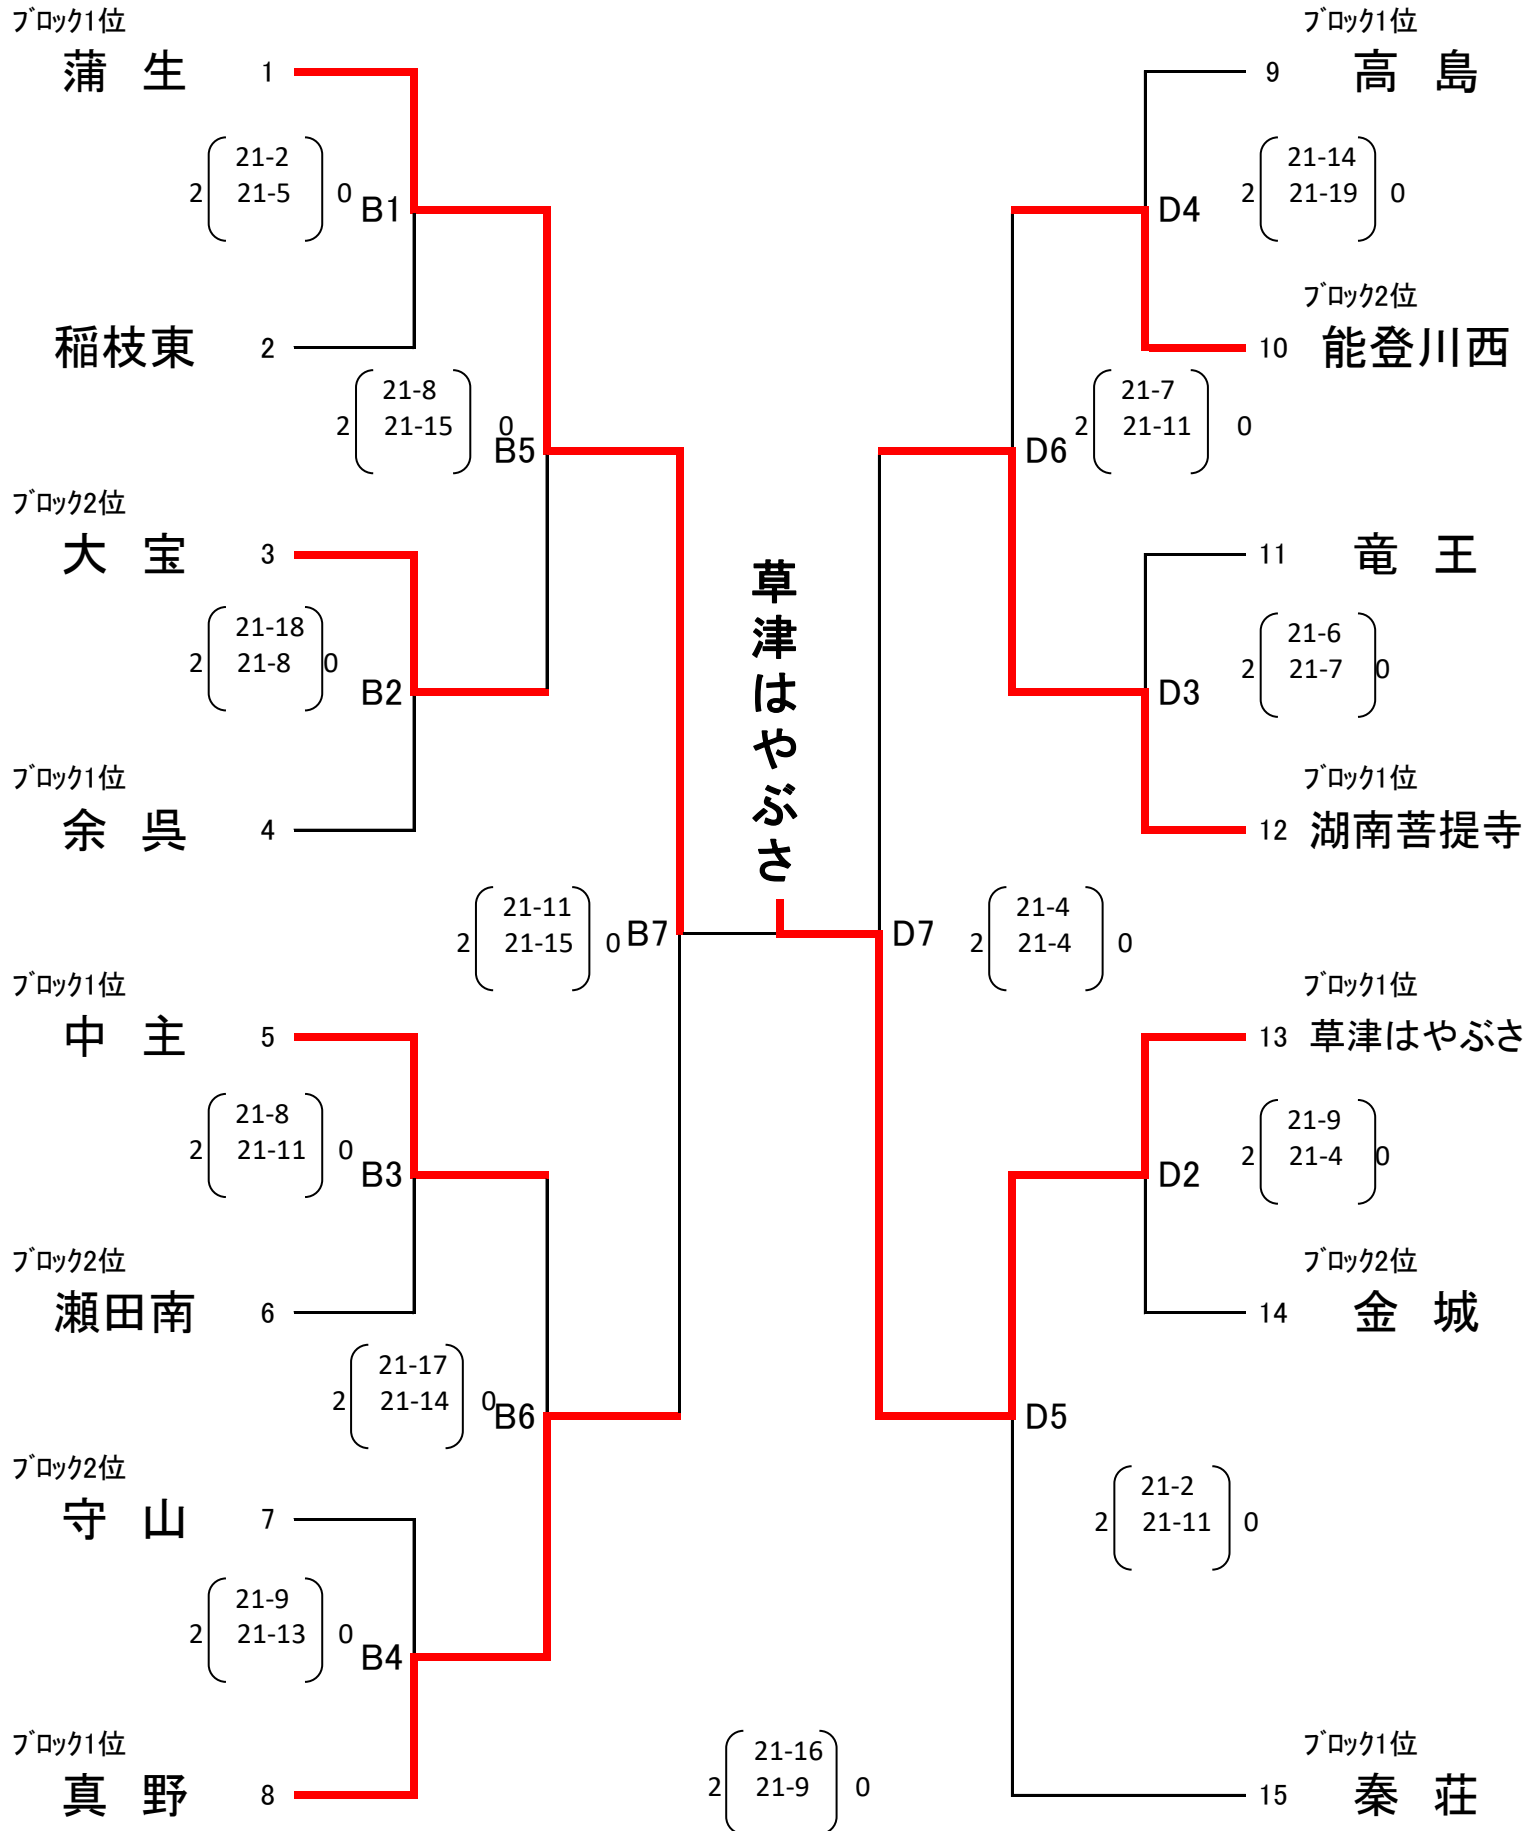 ブロック1位
蒲 生 1
21-2
2 21-5 0
B1
稲枝東 2
21-8
2 21-15 0
B5
ブロック2位
大 宝 3
21-18
2 21-8 0
B2
ブロック1位
余 呉 4
21-11
2 21-15 0
B7
ブロック1位
中 主 5
21-8
2 21-11 0
B3
ブロック2位
瀬田南 6
21-17
2 21-14 0
B6
ブロック2位
守 山 7
21-9
2 21-13 0
B4
ブロック1位
真 野 8
草津はやぶさ
21-16
2 21-9 0
ブロック1位
9 高 島
21-14
2 21-19 0
D4
ブロック2位
10 能登川西
21-7
2 21-11 0
D6
11 竜 王
21-6
2 21-7 0
D3
ブロック1位
12 湖南菩提寺
D7
21-4
2 21-4 0
ブロック1位
13 草津はやぶさ
21-9
2 21-4 0
D2
ブロック2位
14 金 城
D5
21-2
2 21-11 0
ブロック1位
15 秦 荘